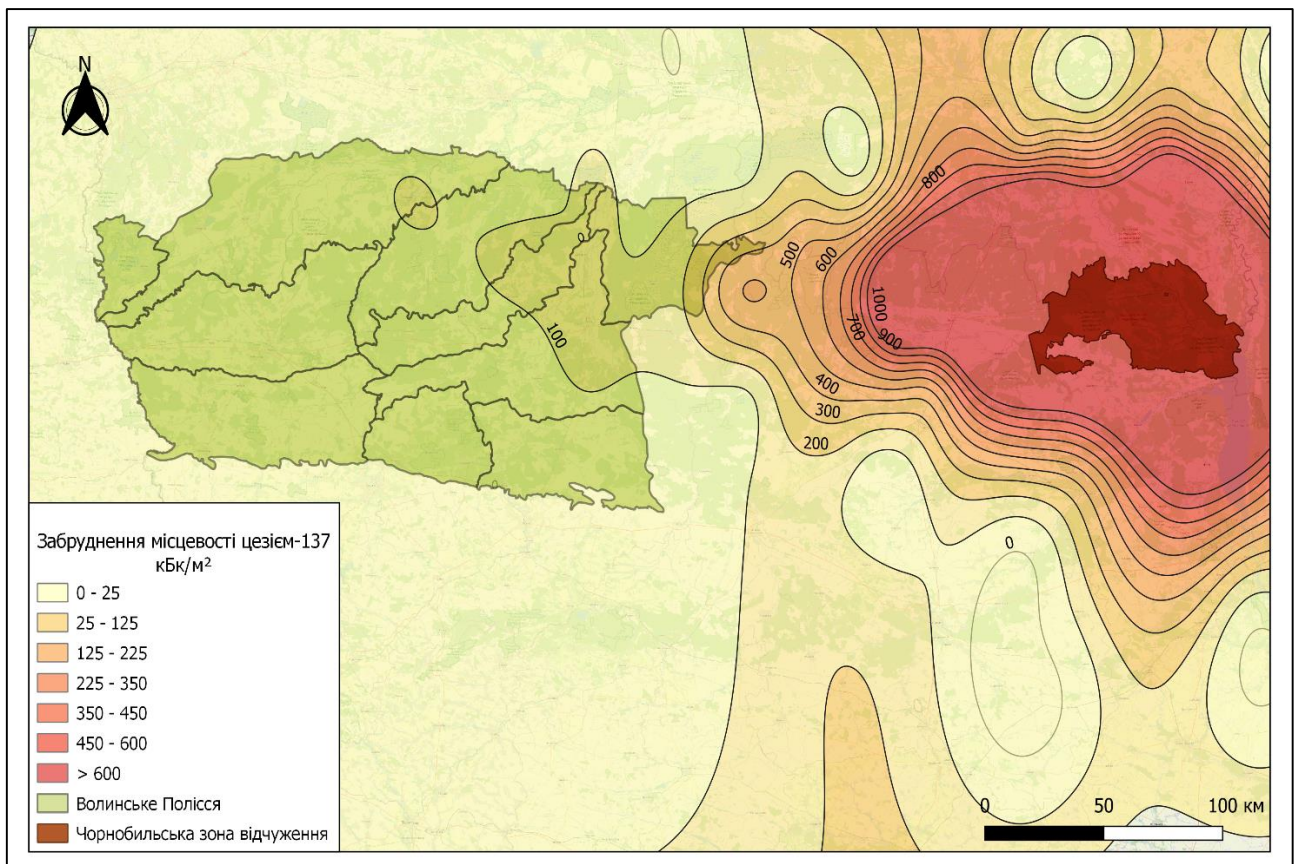 N
800
500
600
1000
700
900
100
400
300
200
0
Забруднення місцевості цезієм-137
кБк/м²
0 - 25
25 - 125
125 - 225
225 - 350
350 - 450
450 - 600
> 600
Волинське Полісся
Чорнобильська зона відчуження
0 50 100 км